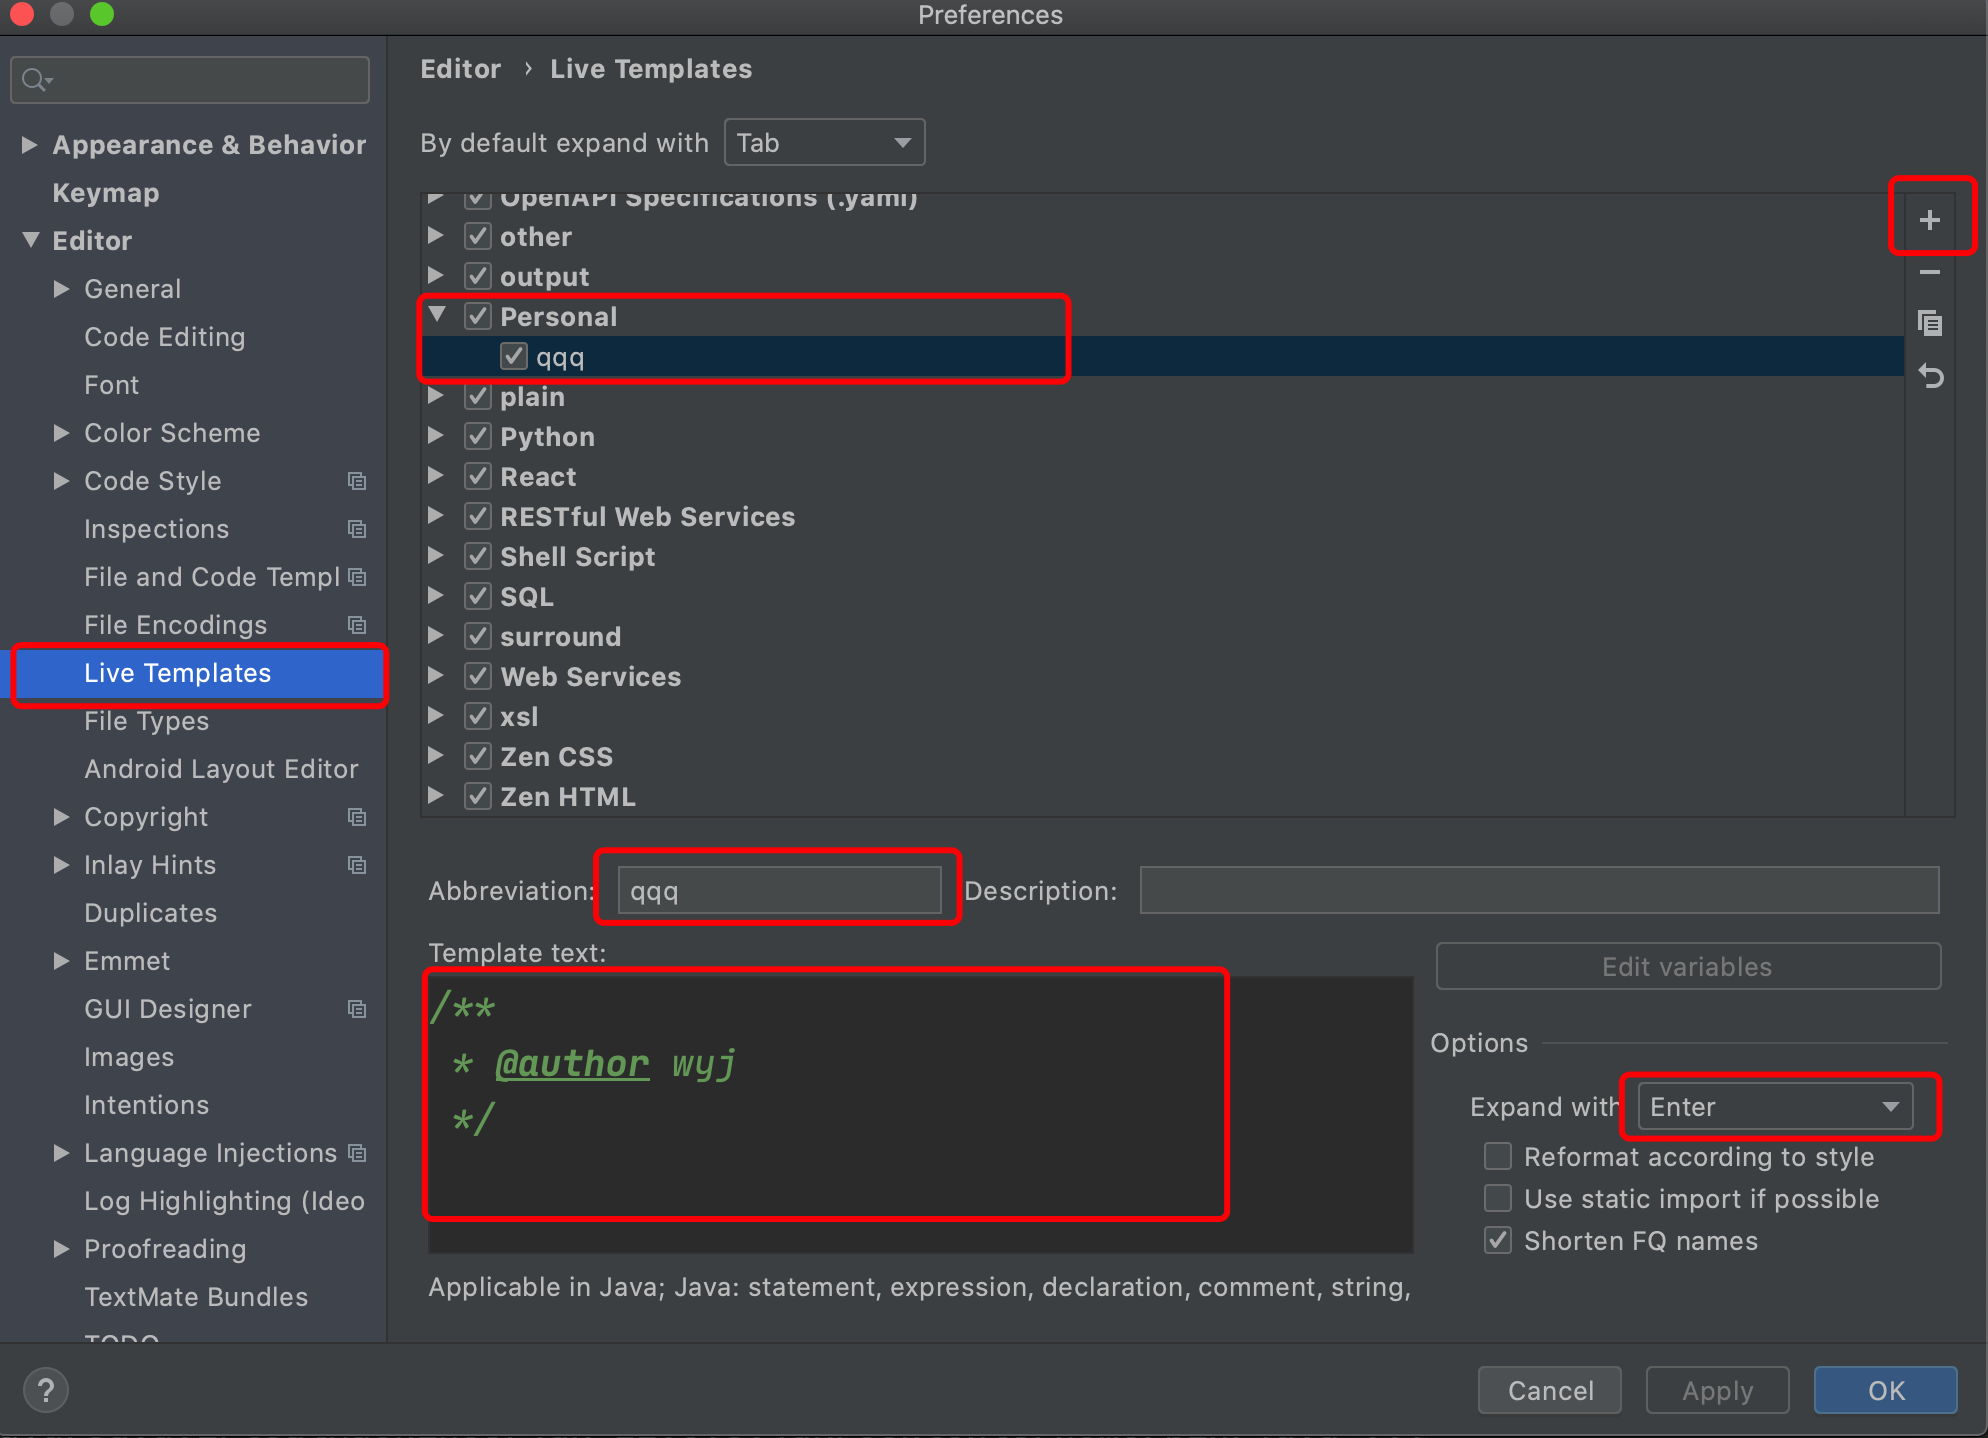 Preferences
Editor › Live Templates
Appearance & Behavior
Keymap
Editor
General
Code Editing
Font
Color Scheme
Code Style
Inspections
File and Code Templ
File Encodings
Live Templates
File Types
Android Layout Editor
Copyright
Inlay Hints
Duplicates
Emmet
GUI Designer
Images
Intentions
Language Injections
Log Highlighting (Ideo
Proofreading
TextMate Bundles
TODO
By default expand with Tab
OpenAPI Specifications (.yaml)
other
output
Personal
qqq
plain
Python
React
RESTful Web Services
Shell Script
SQL
surround
Web Services
xsl
Zen CSS
Zen HTML
Abbreviation: qqq Description:
Template text:
/**
* @author wyj
*/
Edit variables
Options
Expand with Enter
Reformat according to style
Use static import if possible
Shorten FQ names
Applicable in Java; Java: statement, expression, declaration, comment, string,
?
Cancel Apply OK